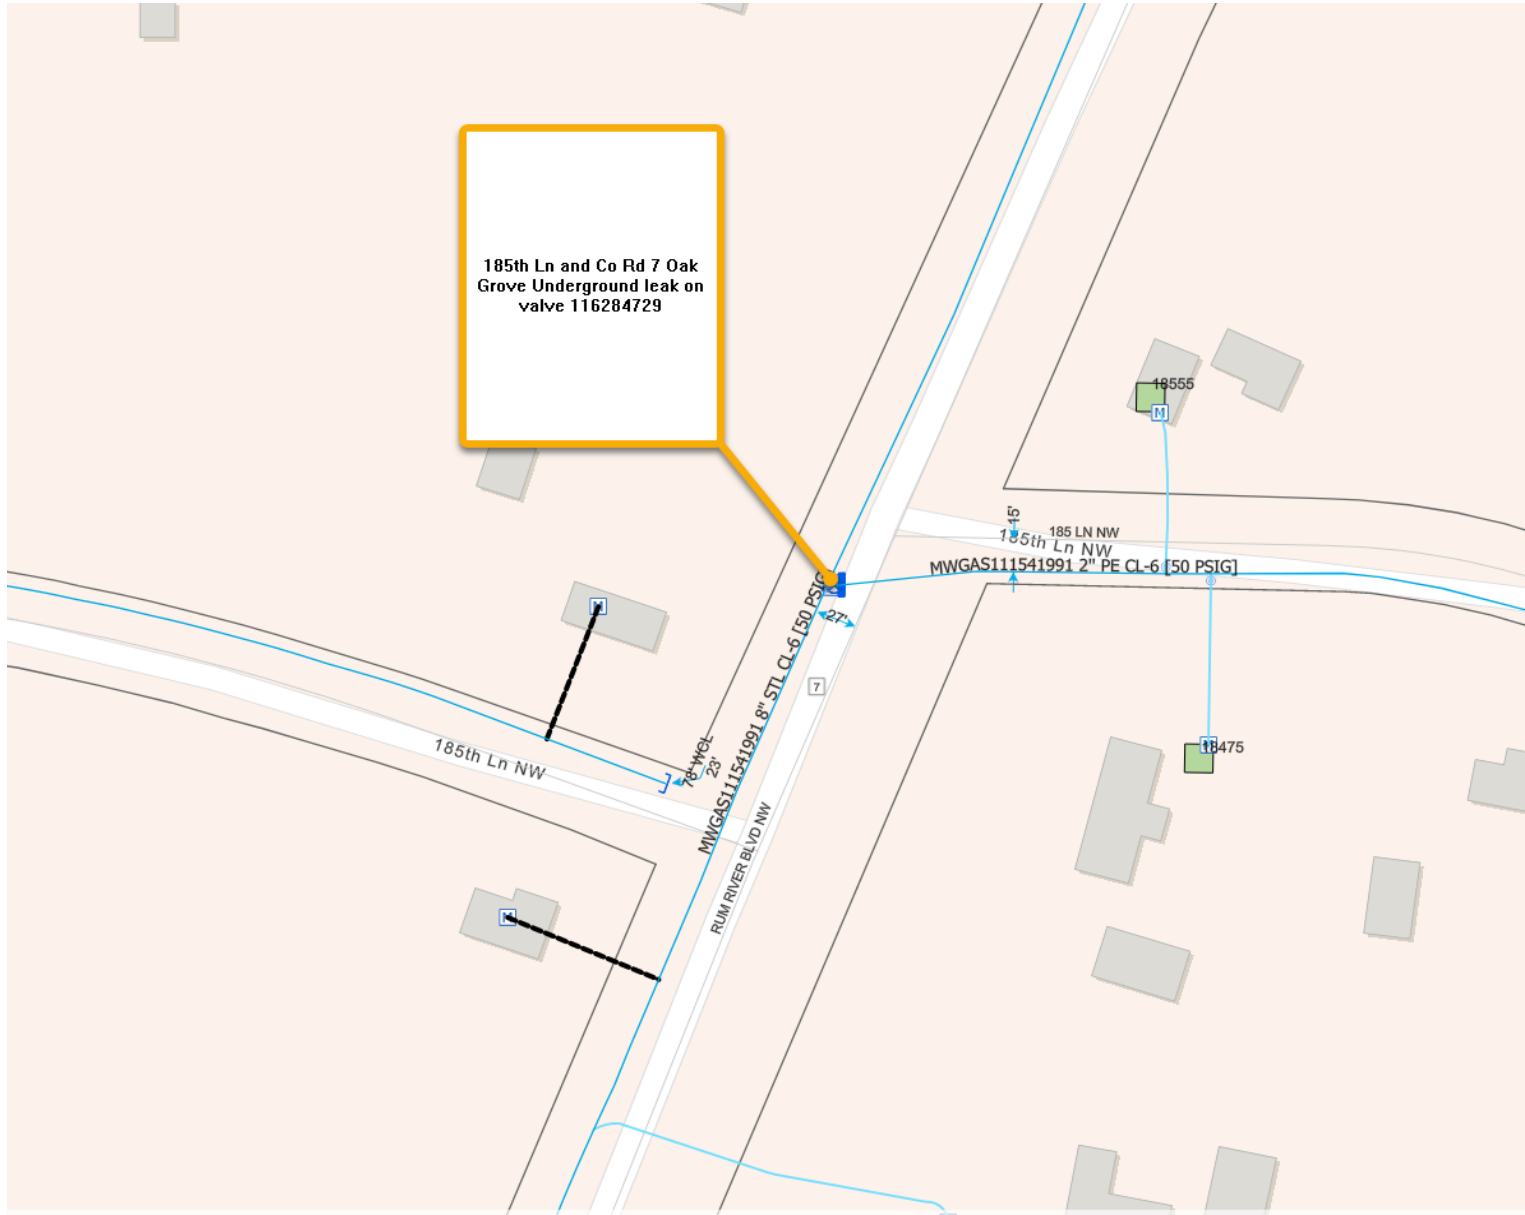 185th Ln and Co Rd 7 Oak
Grove Underground leak on
valve 116284729
18555
M
15'
185 LN NW
185th Ln NW
MWGAS111541991 2" PE CL-6 [50 PSIG]
M
27'
MWGAS111541991 8" STL CL-6 [50 PSIG]
7
78' WCL
23'
185th Ln NW
M
18475
RUM RIVER BLVD NW
M